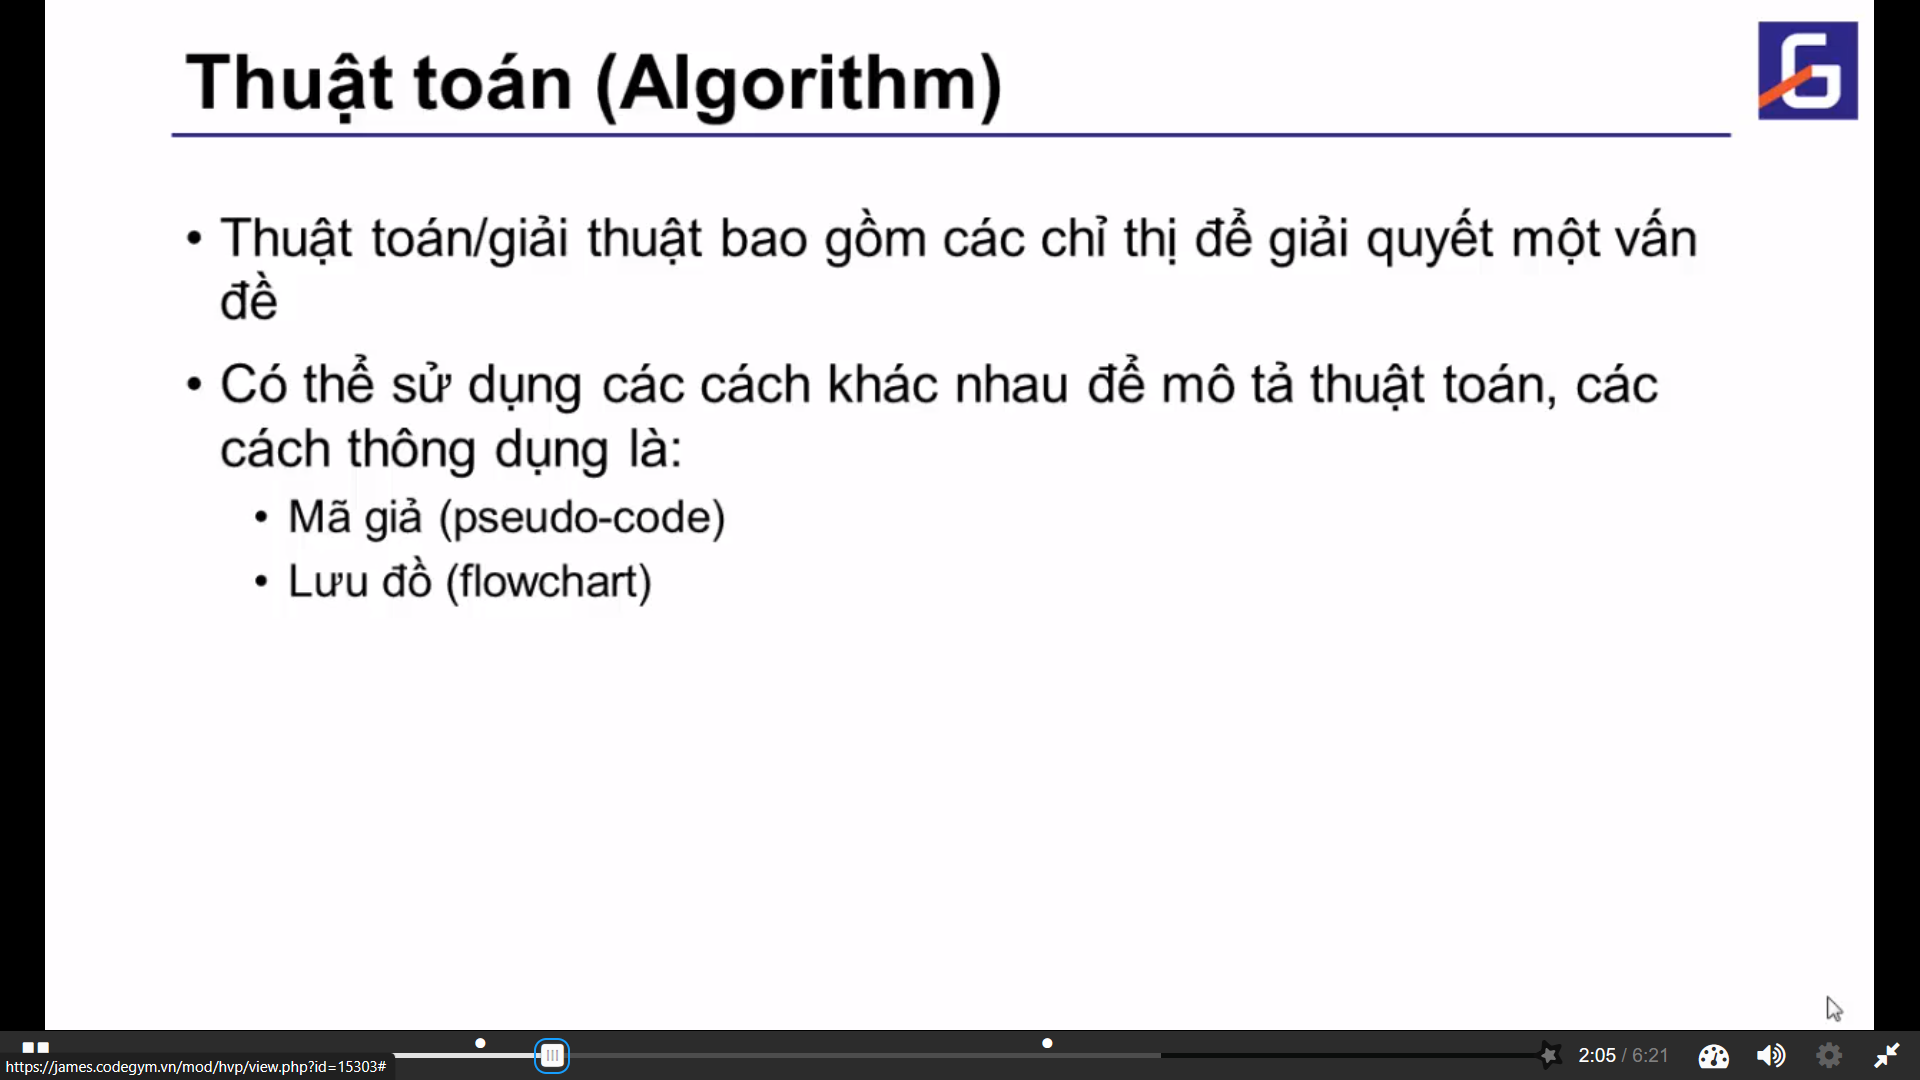 Thuật toán (Algorithm)
• Thuật toán/giải thuật bao gồm các chỉ thị để giải quyết một vấn
đề
• Có thể sử dụng các cách khác nhau để mô tả thuật toán, các
cách thông dụng là:
• Mã giả (pseudo-code)
• Lưu đồ (flowchart)
2:05 / 6:21
https://james.codegym.vn/mod/hvp/view.php?id=15303#